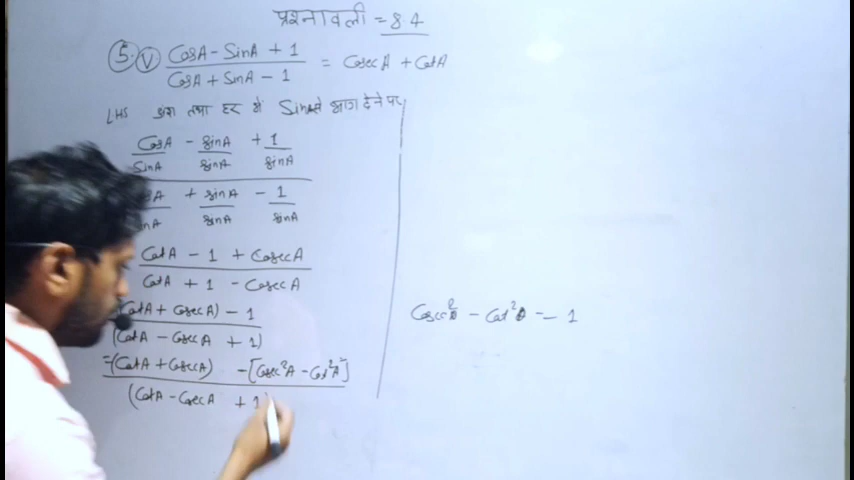 प्रश्नावली = 8.4
5. V CosA - SinA + 1 / CosA + SinA - 1 = CosecA + CotA
LHS अंश तथा हर में SinA से भाग देने पर
CosA/SinA - sinA/sinA + 1/sinA
A + sinA/sinA - 1/sinA
CotA - 1 + CosecA
CotA + 1 - CosecA
CotA + CosecA) - 1
(CotA - CosecA + 1)
=(CotA + CosecA) - [Cosec²A - Cot²A]
(CotA - CosecA + 1)
Cosec²θ - Cot²θ = 1